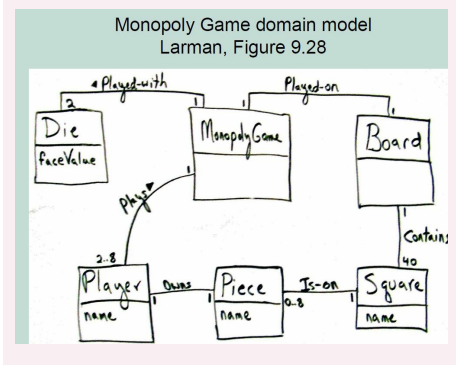 Monopoly Game domain model
Larman, Figure 9.28
◄ Played-with
Played-on
2
1
1
1
Die
faceValue
MonopolyGame
Board
1
1
Plays
Contains
2..8
40
Player
name
Owns
1
1
Piece
name
Is-on
0..8
1
Square
name